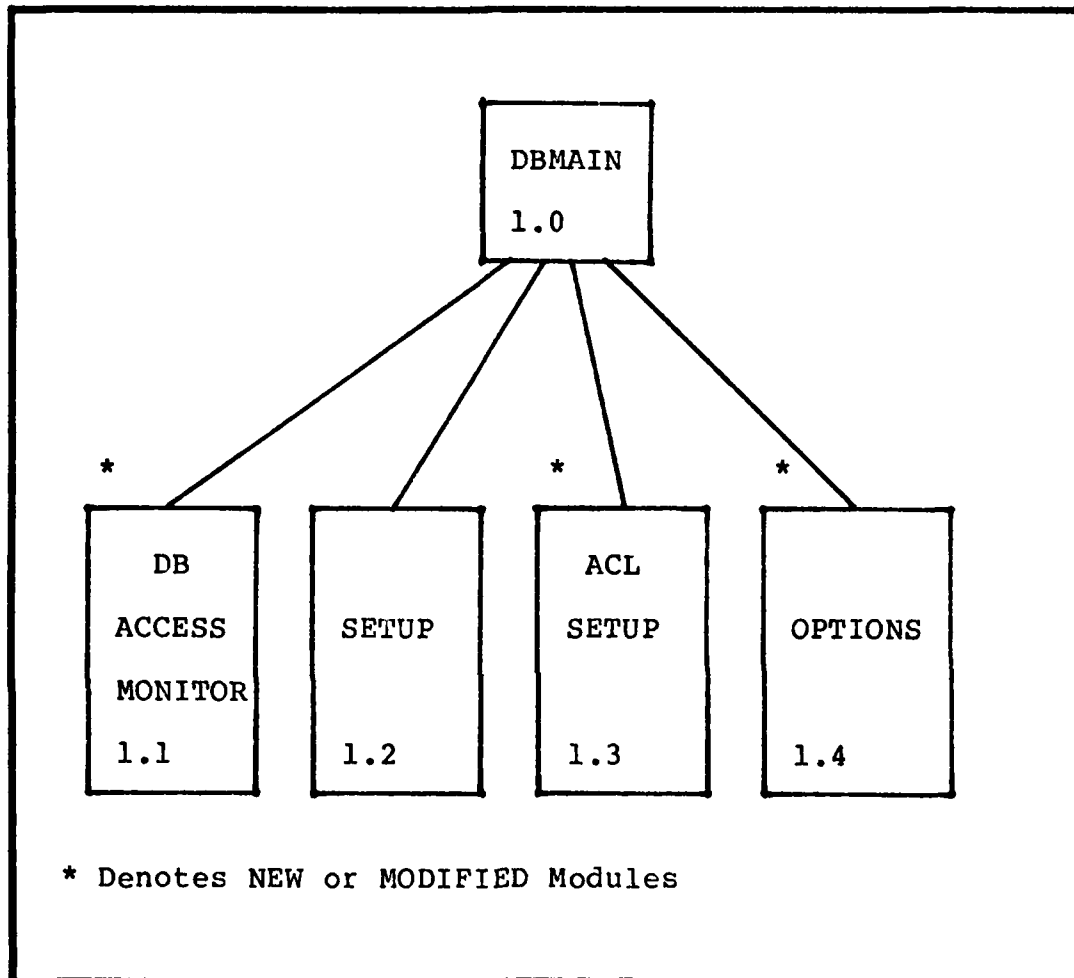 DBMAIN
1.0
*
*
*
DB
ACCESS
MONITOR
1.1
SETUP
1.2
ACL
SETUP
1.3
OPTIONS
1.4
* Denotes NEW or MODIFIED Modules